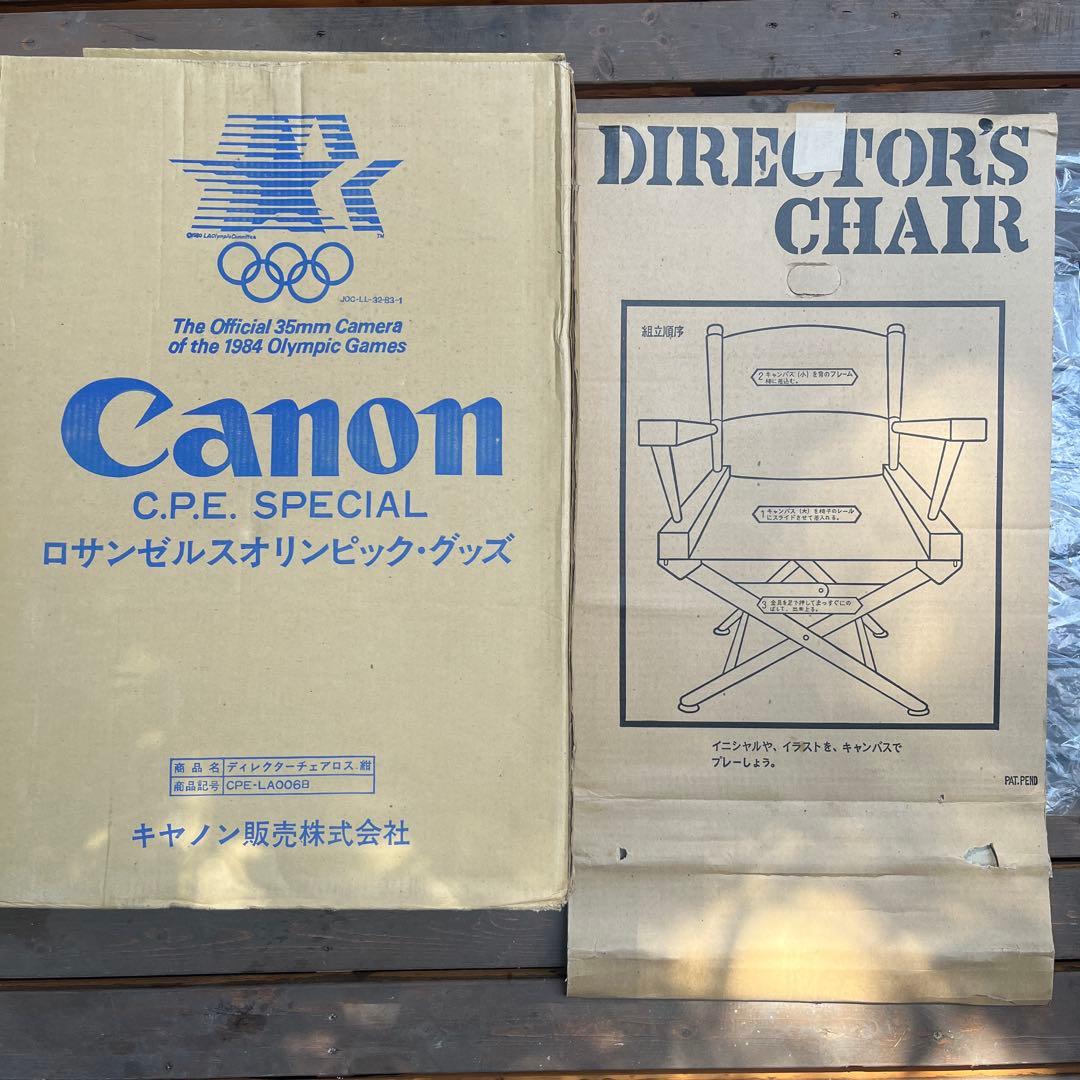 ©1980 L.A.Olympic Committee
TM
JOC-LL-32-83-1
The Official 35mm Camera
of the 1984 Olympic Games
Canon
C.P.E. SPECIAL
ロサンゼルスオリンピック・グッズ
商品名 ディレクターチェアロス 紺
商品記号 CPE-LA006B
キヤノン販売株式会社
DIRECTOR'S
CHAIR
組立順序
2 キャンバス(小)を背のフレーム
棒に差込む。
1 キャンバス(大)を椅子のレール
にスライドさせて差入れる。
3 金具を足で押してまっすぐにの
ばして、出来上る。
イニシャルや、イラストを、キャンバスで
プレーしょう。
PAT.PEND